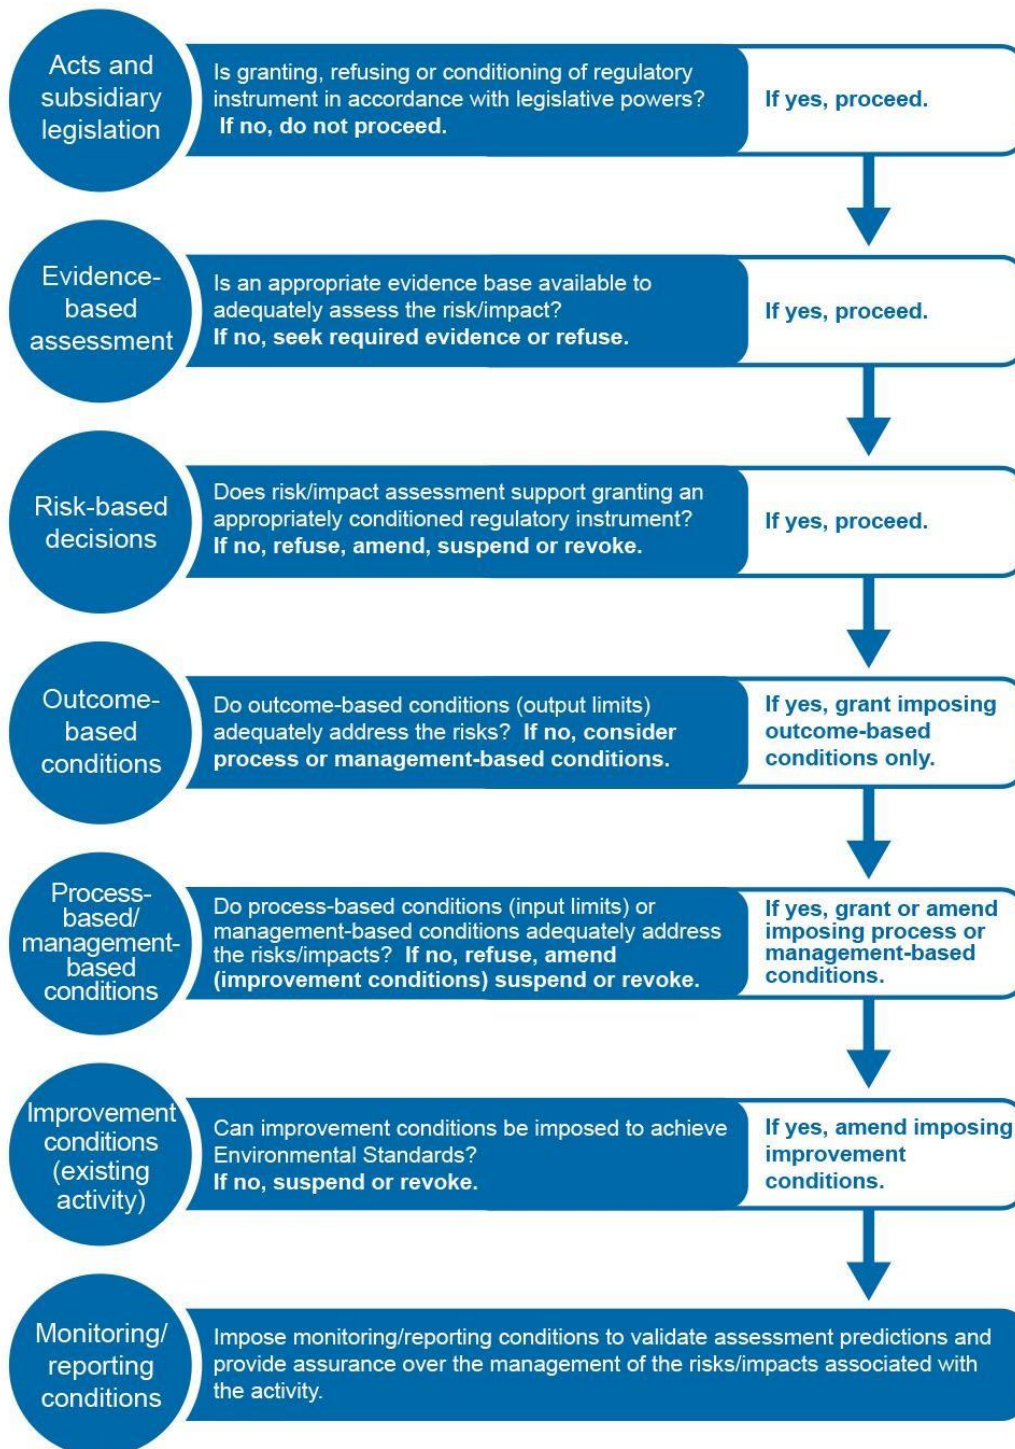 Acts and
subsidiary
legislation
Is granting, refusing or conditioning of regulatory
instrument in accordance with legislative powers?
If no, do not proceed.
If yes, proceed.
Evidence-
based
assessment
Is an appropriate evidence base available to
adequately assess the risk/impact?
If no, seek required evidence or refuse.
If yes, proceed.
Risk-based
decisions
Does risk/impact assessment support granting an
appropriately conditioned regulatory instrument?
If no, refuse, amend, suspend or revoke.
If yes, proceed.
Outcome-
based
conditions
Do outcome-based conditions (output limits)
adequately address the risks? If no, consider
process or management-based conditions.
If yes, grant imposing
outcome-based
conditions only.
Process-
based/
management-
based
conditions
Do process-based conditions (input limits) or
management-based conditions adequately address
the risks/impacts? If no, refuse, amend
(improvement conditions) suspend or revoke.
If yes, grant or amend
imposing process or
management-based
conditions.
Improvement
conditions
(existing
activity)
Can improvement conditions be imposed to achieve
Environmental Standards?
If no, suspend or revoke.
If yes, amend imposing
improvement
conditions.
Monitoring/
reporting
conditions
Impose monitoring/reporting conditions to validate assessment predictions and
provide assurance over the management of the risks/impacts associated with
the activity.